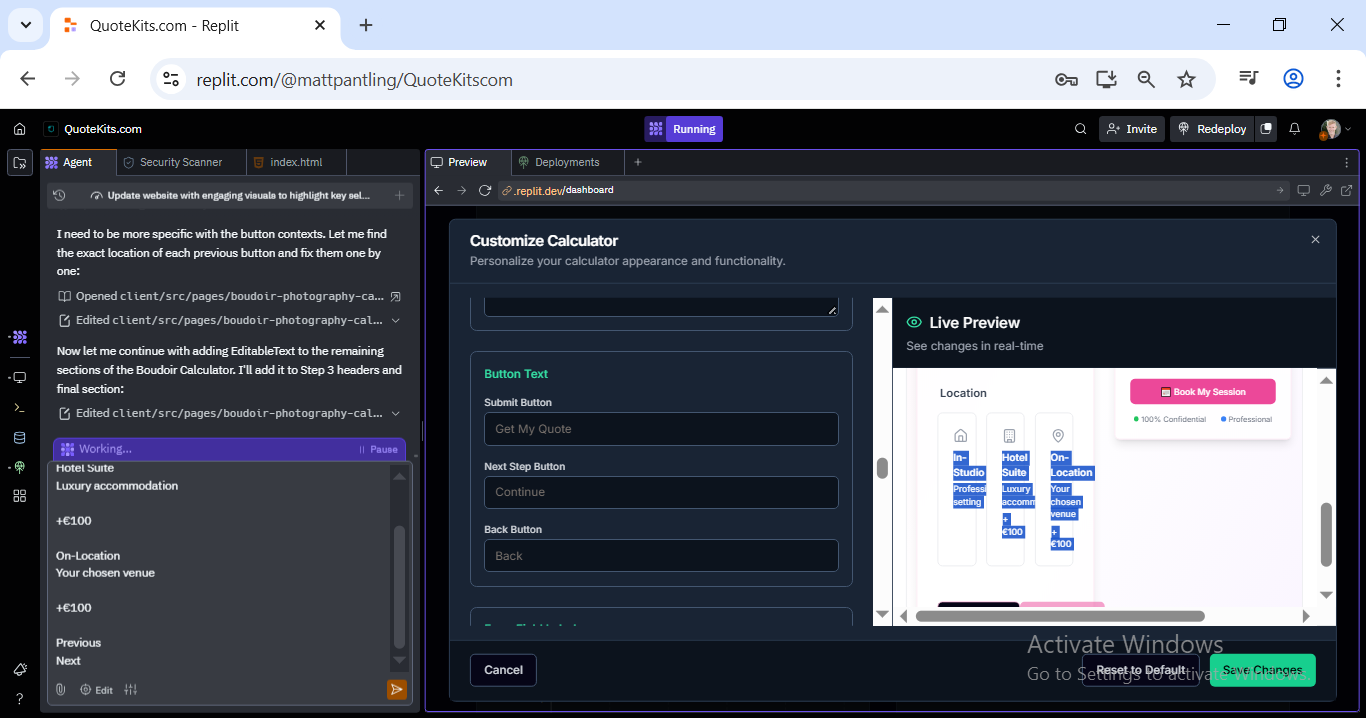 QuoteKits.com - Replit
replit.com/@mattpantling/QuoteKitscom
QuoteKits.com
Running
Invite
Redeploy
Agent
Security Scanner
index.html
Preview
Deployments
Update website with engaging visuals to highlight key sel...
.replit.dev/dashboard
I need to be more specific with the button contexts. Let me find
the exact location of each previous button and fix them one by
one:
Opened client/src/pages/boudoir-photography-ca...
Edited client/src/pages/boudoir-photography-cal...
Now let me continue with adding EditableText to the remaining
sections of the Boudoir Calculator. I'll add it to Step 3 headers and
final section:
Edited client/src/pages/boudoir-photography-cal...
Working...
Pause
Hotel Suite
Luxury accommodation
+€100
On-Location
Your chosen venue
+€100
Previous
Next
Edit
Customize Calculator
Personalize your calculator appearance and functionality.
Button Text
Submit Button
Get My Quote
Next Step Button
Continue
Back Button
Back
Cancel
Live Preview
See changes in real-time
Location
In-
Studio
Professi
setting
Hotel
Suite
Luxury
accomn
+
€100
On-
Location
Your
chosen
venue
+
€100
Book My Session
100% Confidential
Professional
Reset to Default
Save Changes
Activate Windows
Go to Settings to activate Windows.